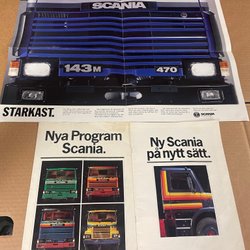 SCANIA
143M
470
STARKAST.
SCANIA
Nya Program
Scania.
Ny Scania
på nytt sätt.